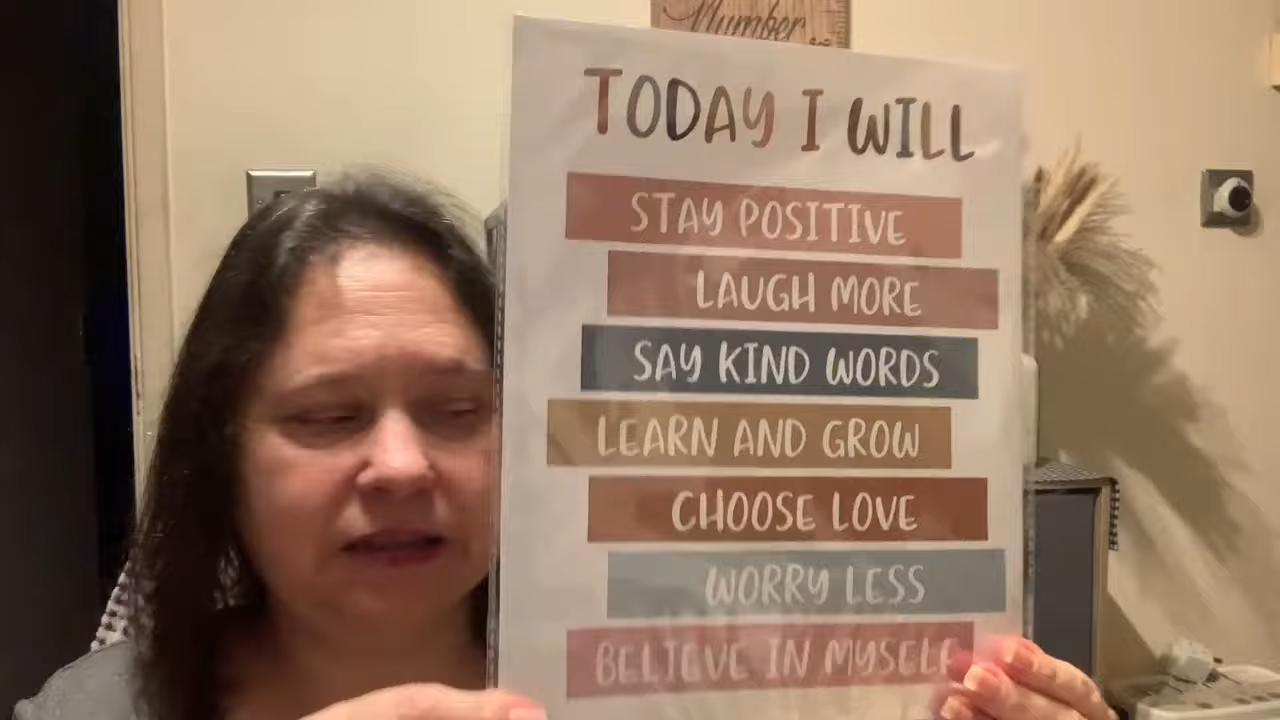 Number
TODAY I WILL
STAY POSITIVE
LAUGH MORE
SAY KIND WORDS
LEARN AND GROW
CHOOSE LOVE
WORRY LESS
BELIEVE IN MYSELF